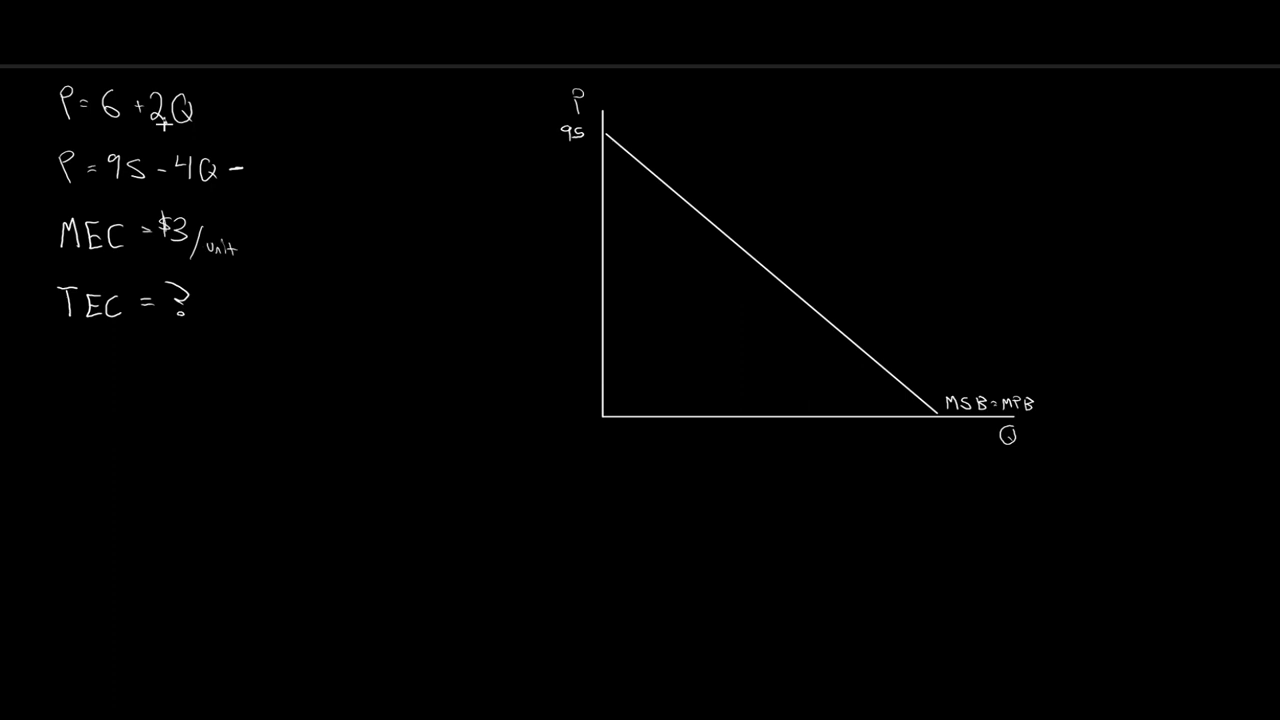 P = 6 + 2Q
P = 95 - 4Q -
MEC = $3/unit
TEC = ?
P
95
MSB = MPB
Q